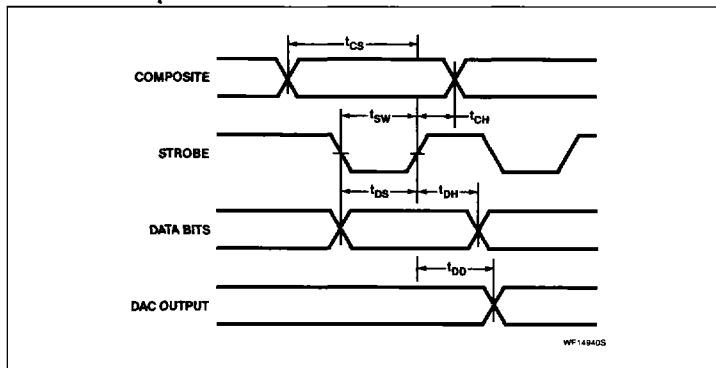 tCS
COMPOSITE
tSW
tCH
STROBE
tDS
tDH
DATA BITS
tDD
DAC OUTPUT
WF14940S